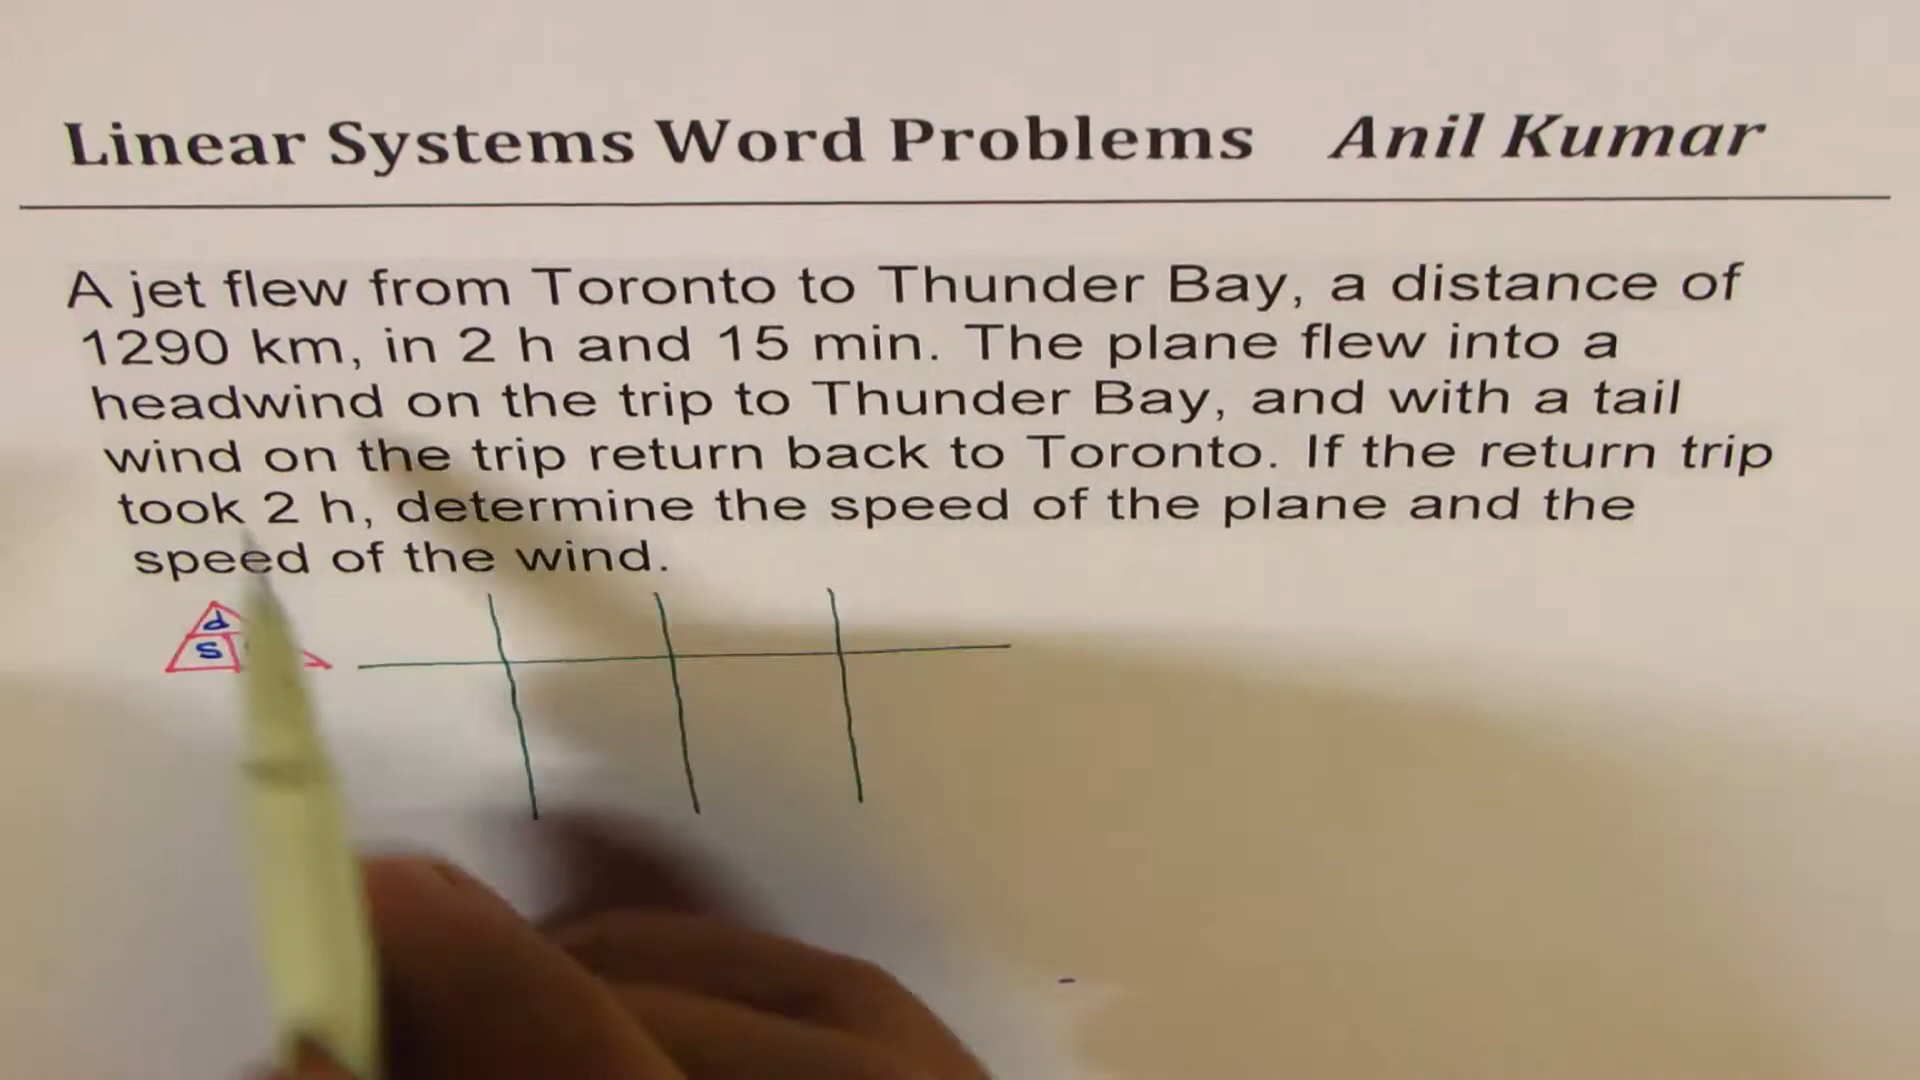 Linear Systems Word Problems Anil Kumar
A jet flew from Toronto to Thunder Bay, a distance of
1290 km, in 2 h and 15 min. The plane flew into a
headwind on the trip to Thunder Bay, and with a tail
wind on the trip return back to Toronto. If the return trip
took 2 h, determine the speed of the plane and the
speed of the wind.
d
s